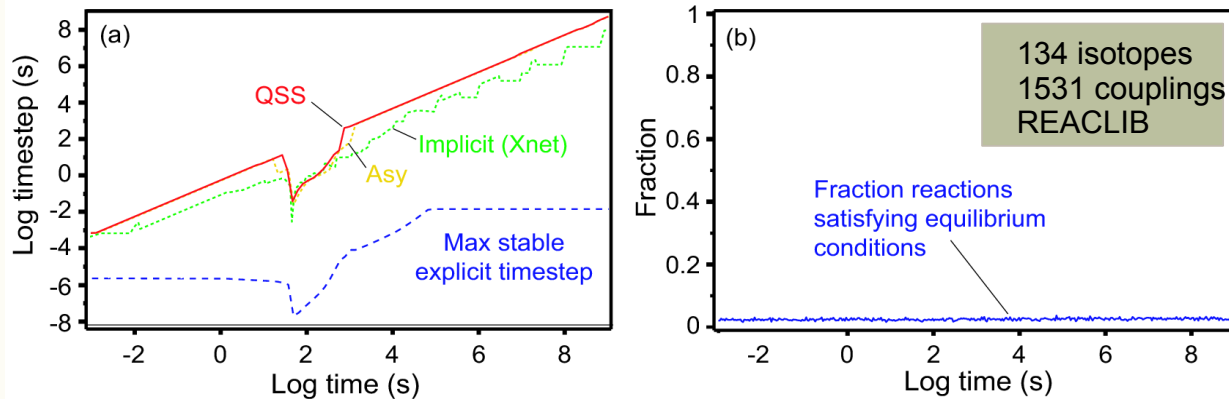 (a)
Log timestep (s)
8
6
4
2
0
-2
-4
-6
-8
QSS
Implicit (Xnet)
Asy
Max stable
explicit timestep
-2
0
2
4
6
8
Log time (s)
(b)
Fraction
1
0.8
0.6
0.4
0.2
0
134 isotopes
1531 couplings
REACLIB
Fraction reactions
satisfying equilibrium
conditions
-2
0
2
4
6
8
Log time (s)